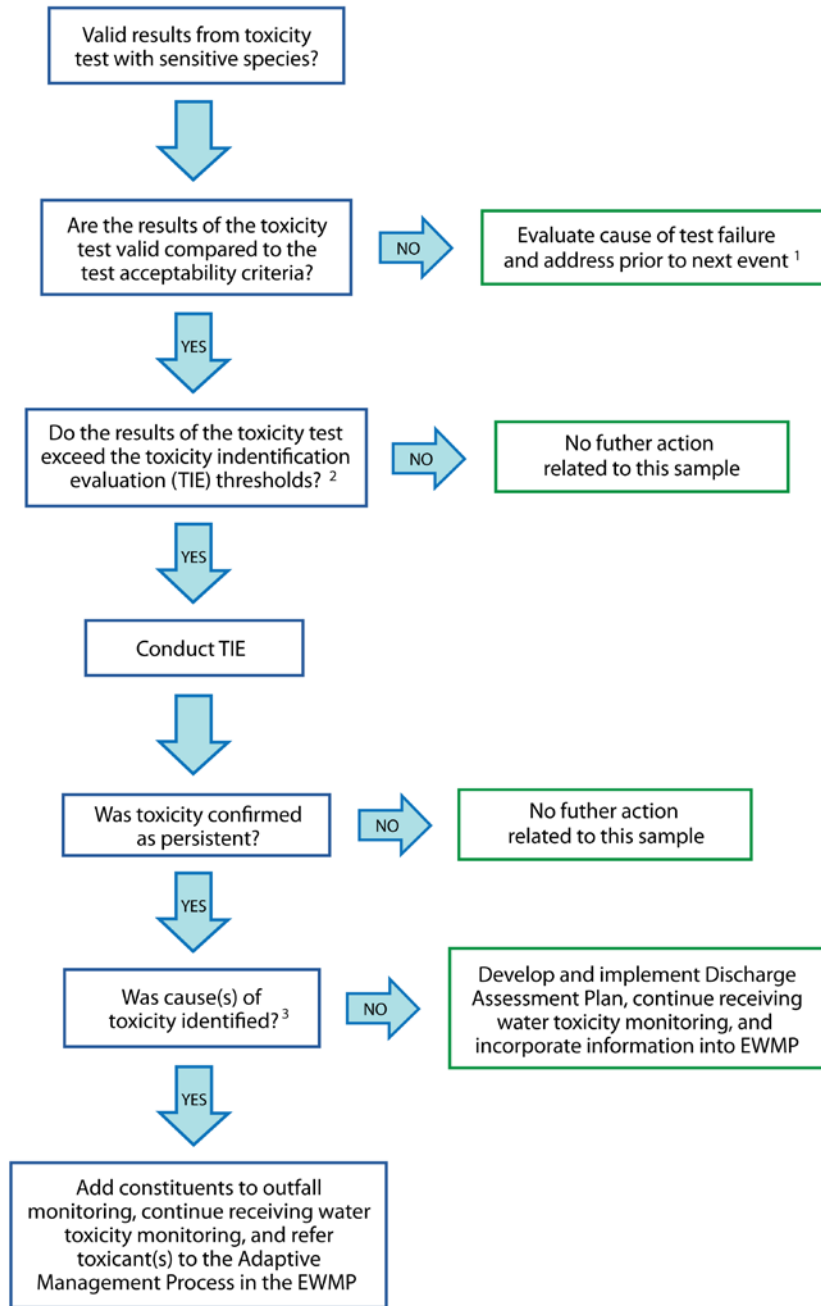 Valid results from toxicity
test with sensitive species?
Are the results of the toxicity
test valid compared to the
test acceptability criteria?
NO
Evaluate cause of test failure
and address prior to next event 1
YES
Do the results of the toxicity test
exceed the toxicity indentification
evaluation (TIE) thresholds? 2
NO
No futher action
related to this sample
YES
Conduct TIE
Was toxicity confirmed
as persistent?
NO
No futher action
related to this sample
YES
Was cause(s) of
toxicity identified? 3
NO
Develop and implement Discharge
Assessment Plan, continue receiving
water toxicity monitoring, and
incorporate information into EWMP
YES
Add constituents to outfall
monitoring, continue receiving water
toxicity monitoring, and refer
toxicant(s) to the Adaptive
Management Process in the EWMP